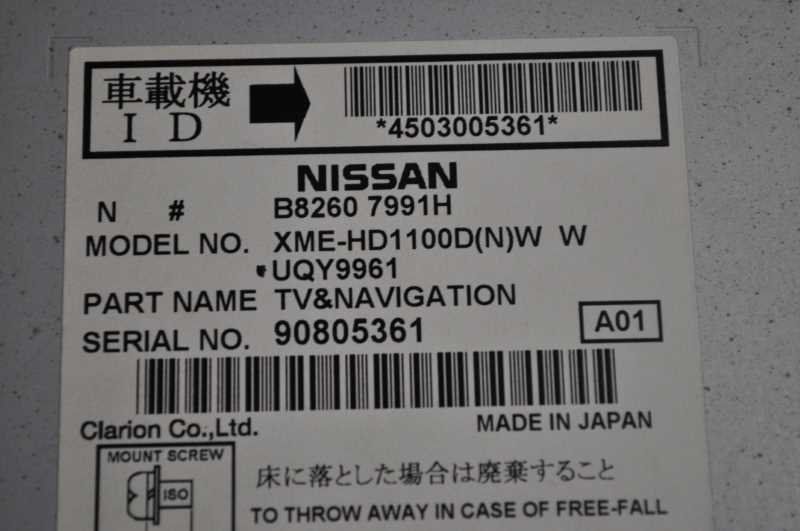 車載機
ID
*4503005361*
NISSAN
N # B8260 7991H
MODEL NO. XME-HD1100D(N)W W
UQY9961
PART NAME TV&NAVIGATION
SERIAL NO. 90805361
A01
Clarion Co.,Ltd. MADE IN JAPAN
MOUNT SCREW
ISO
床に落とした場合は廃棄すること
TO THROW AWAY IN CASE OF FREE-FALL